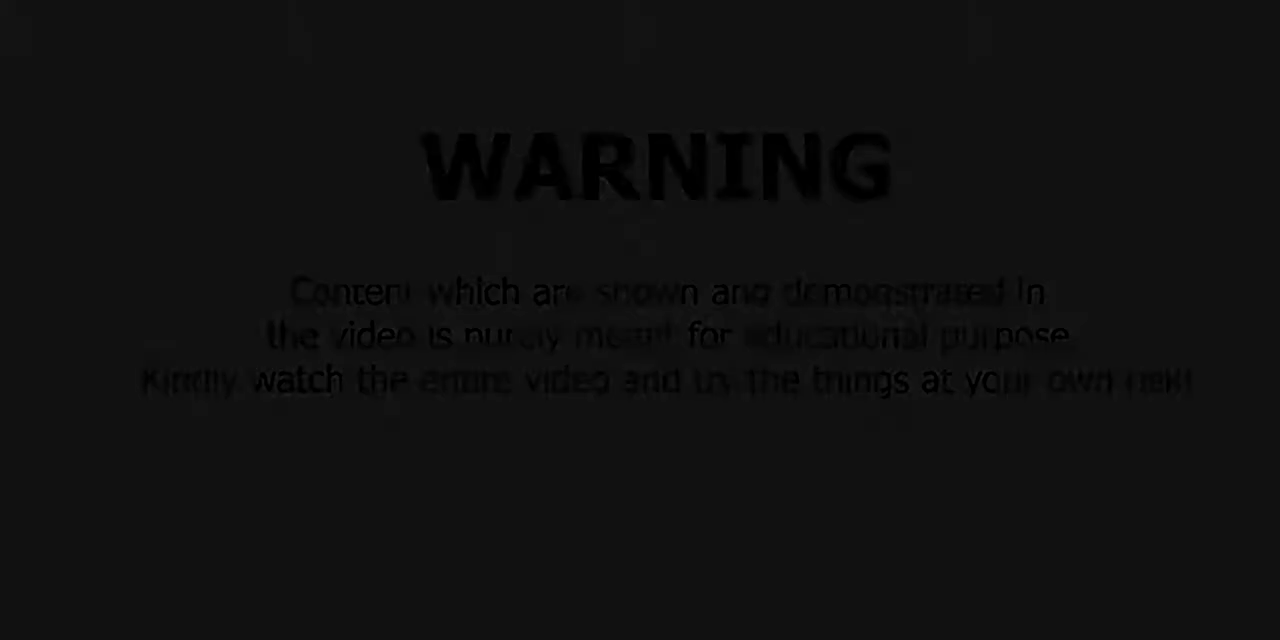 WARNING
Content which are shown and demonstrated in
the video is purely meant for educational purpose
Kindly watch the entire video and try the things at your own risk